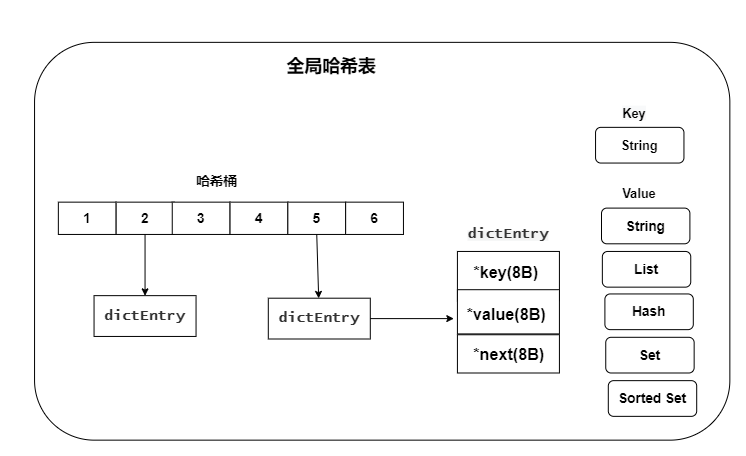 全局哈希表
Key
String
哈希桶
Value
1 2 3 4 5 6
String
dictEntry
*key(8B)
List
dictEntry
dictEntry
*value(8B)
Hash
*next(8B)
Set
Sorted Set